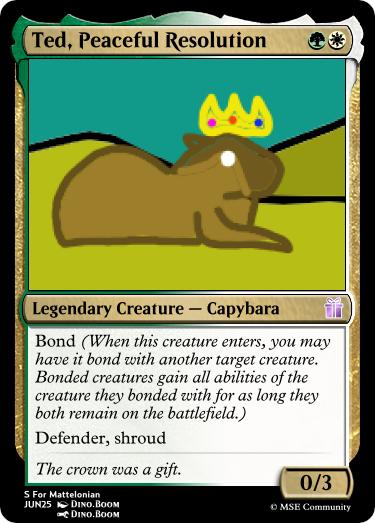 Ted, Peaceful Resolution
Legendary Creature — Capybara
Bond (When this creature enters, you may
have it bond with another target creature.
Bonded creatures gain all abilities of the
creature they bonded with for as long they
both remain on the battlefield.)
Defender, shroud
The crown was a gift.
0/3
S For Mattelonian
JUN25 Dino.Boom
Dino.Boom
© MSE Community